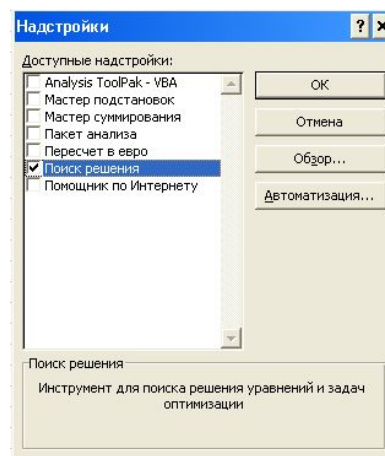 Надстройки
Доступные надстройки:
Analysis ToolPak - VBA
Мастер подстановок
Мастер суммирования
Пакет анализа
Пересчет в евро
Поиск решения
Помощник по Интернету
ОК
Отмена
Обзор...
Автоматизация...
Поиск решения
Инструмент для поиска решения уравнений и задач
оптимизации